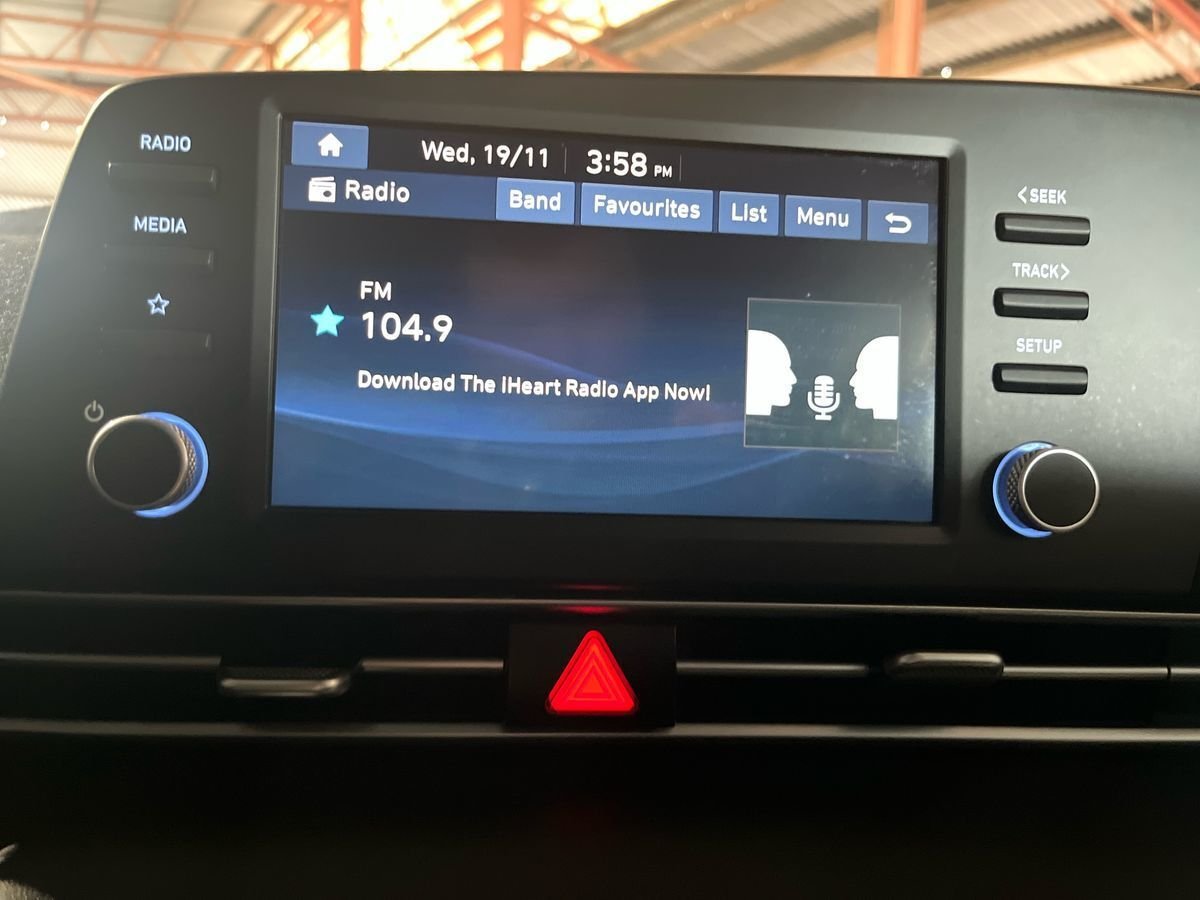 RADIO
MEDIA
Wed, 19/11 3:58 PM
Radio Band Favourites List Menu
FM
104.9
Download The iHeart Radio App Now!
<SEEK
TRACK>
SETUP